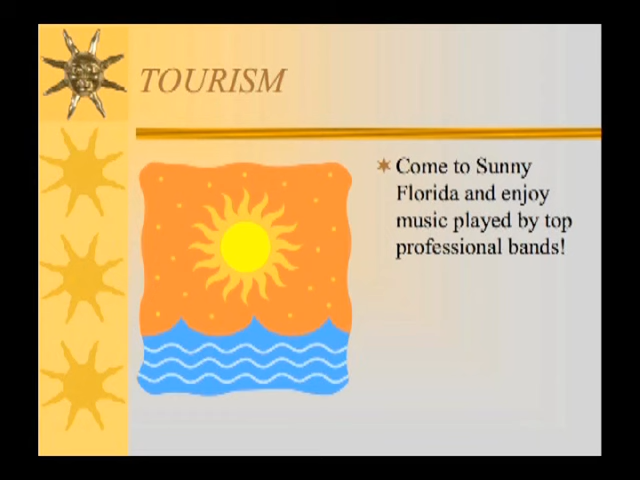 TOURISM
Come to Sunny
Florida and enjoy
music played by top
professional bands!